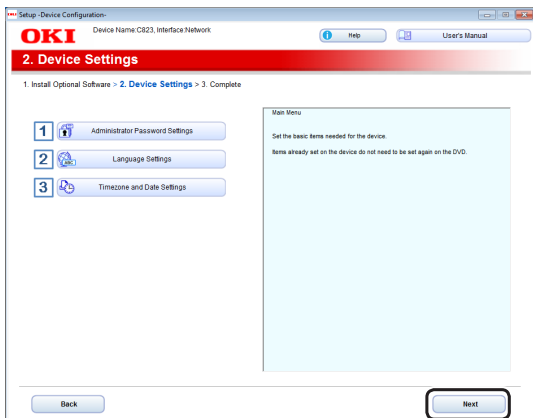 Setup -Device Configuration-
OKI
Device Name:C823, Interface:Network
Help
User's Manual
2. Device Settings
1. Install Optional Software > 2. Device Settings > 3. Complete
Main Menu
1 Administrator Password Settings
Set the basic items needed for the device.
Items already set on the device do not need to be set again on the DVD.
2 Language Settings
3 Timezone and Date Settings
Back
Next